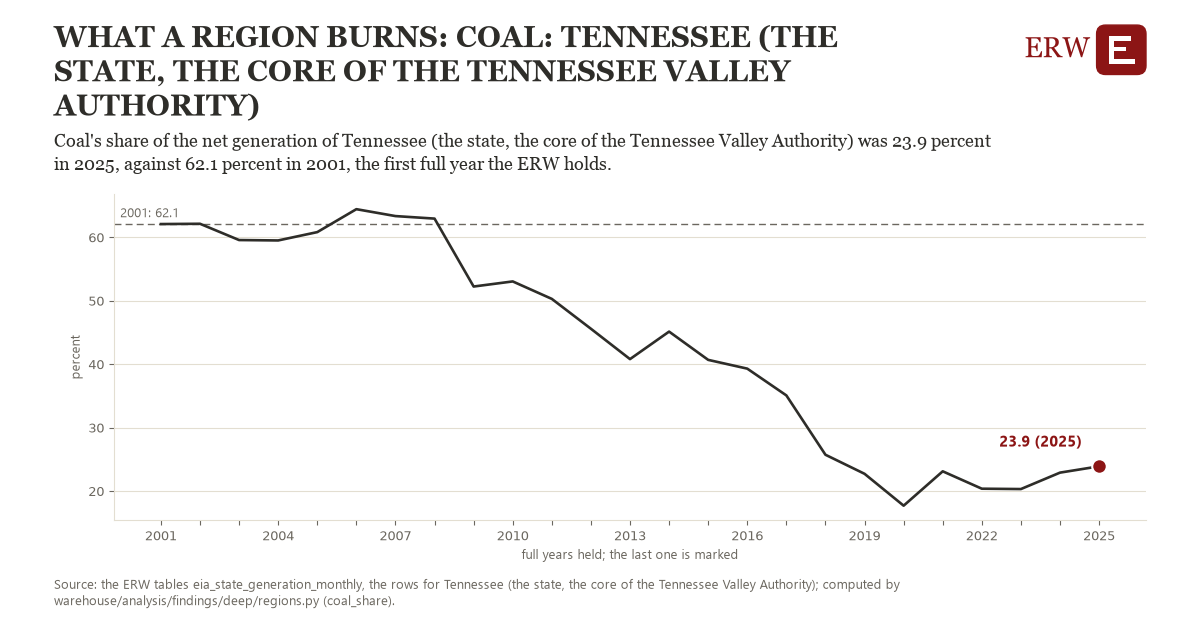 WHAT A REGION BURNS: COAL: TENNESSEE (THE
STATE, THE CORE OF THE TENNESSEE VALLEY
AUTHORITY)
ERW E
Coal's share of the net generation of Tennessee (the state, the core of the Tennessee Valley Authority) was 23.9 percent
in 2025, against 62.1 percent in 2001, the first full year the ERW holds.
2001: 62.1
60
50
40
30
20
percent
23.9 (2025)
2001 2004 2007 2010 2013 2016 2019 2022 2025
full years held; the last one is marked
Source: the ERW tables eia_state_generation_monthly, the rows for Tennessee (the state, the core of the Tennessee Valley Authority); computed by
warehouse/analysis/findings/deep/regions.py (coal_share).